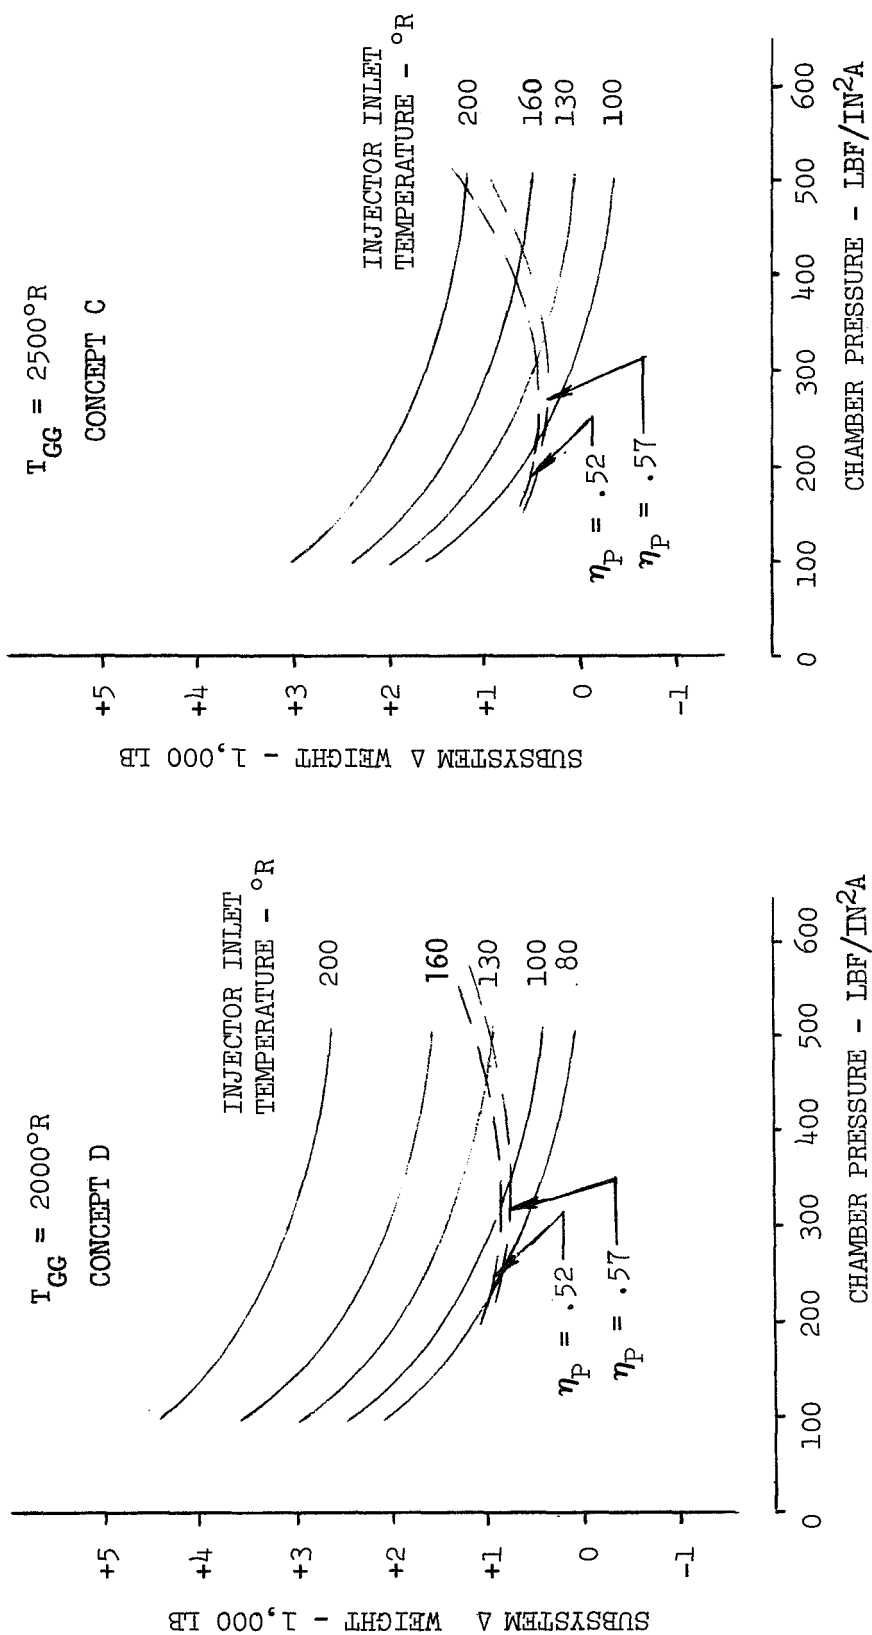 T_GG = 2000°R
CONCEPT D
INJECTOR INLET
TEMPERATURE - °R
200
160
130
100
80
η_P = .52
η_P = .57
SUBSYSTEM Δ WEIGHT - 1,000 LB
+5
+4
+3
+2
+1
0
-1
0 100 200 300 400 500 600
CHAMBER PRESSURE - LBF/IN²A
T_GG = 2500°R
CONCEPT C
INJECTOR INLET
TEMPERATURE - °R
200
160
130
100
η_P = .52
η_P = .57
SUBSYSTEM Δ WEIGHT - 1,000 LB
+5
+4
+3
+2
+1
0
-1
0 100 200 300 400 500 600
CHAMBER PRESSURE - LBF/IN²A